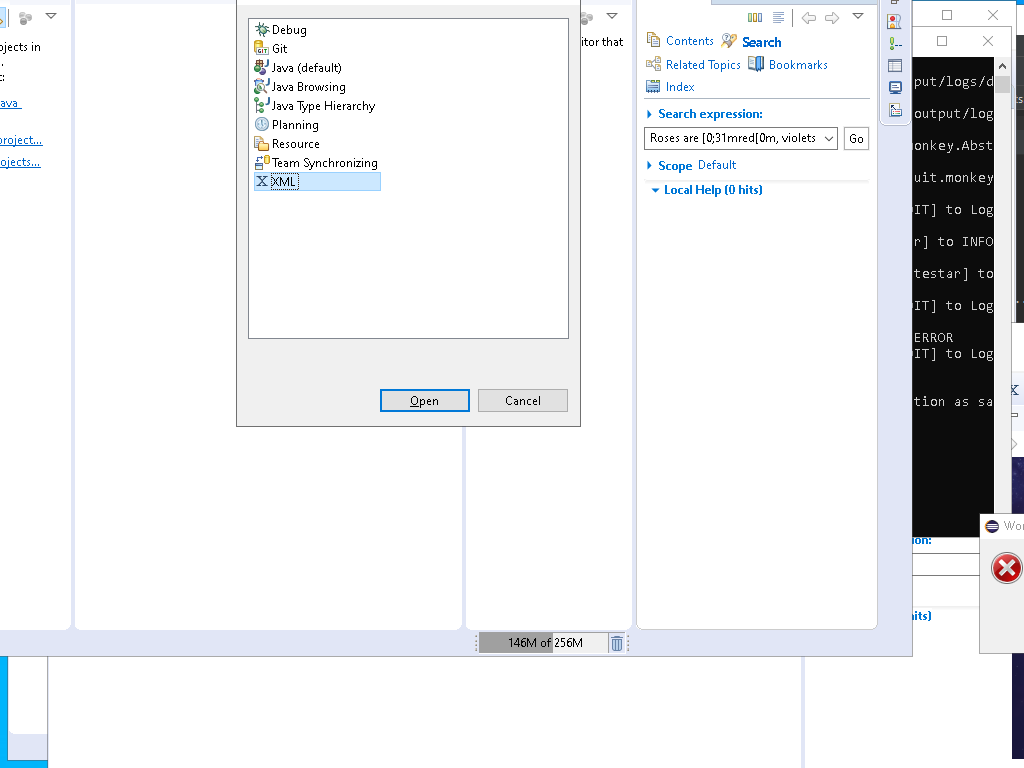 ojects in
Java
project...
ojects...
Debug
Git
Java (default)
Java Browsing
Java Type Hierarchy
Planning
Resource
Team Synchronizing
XML
Open
Cancel
itor that
Contents
Search
Related Topics
Bookmarks
Index
Search expression:
Roses are [0;31mred[0m, violets
Go
Scope
Default
Local Help (0 hits)
146M of 256M
put/logs/d
output/log
onkey.Abst
uit.monkey
IT] to Log
r] to INFO
testar] to
IT] to Log
ERROR
IT] to Log
tion as sa
ion:
hits)
Wor